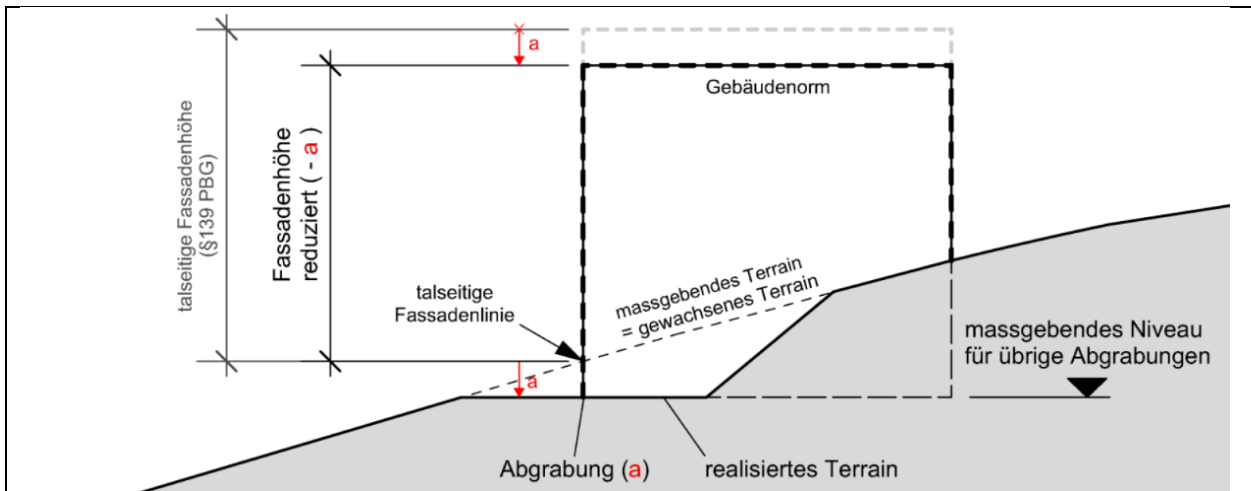 a
Gebäudenorm
talseitige Fassadenhöhe
(§139 PBG)
Fassadenhöhe
reduziert ( - a )
talseitige
Fassadenlinie
massgebendes Terrain
= gewachsenes Terrain
massgebendes Niveau
für übrige Abgrabungen
a
Abgrabung (a)
realisiertes Terrain